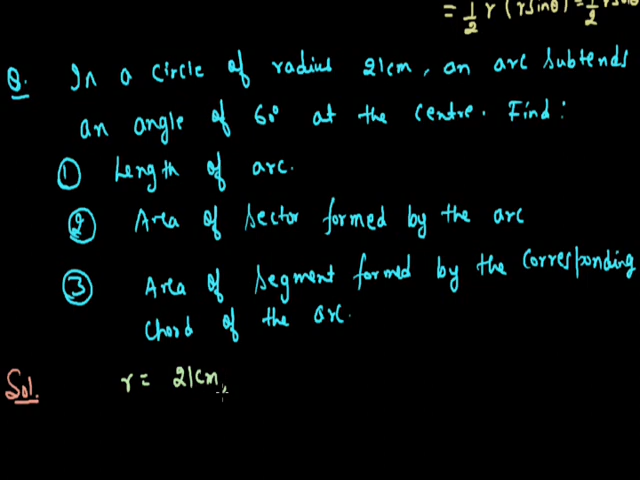 = 1/2 r (r sinθ) = 1/2 r² sinθ
Q. In a circle of radius 21cm, an arc subtends
an angle of 60° at the centre. Find:
① Length of arc.
② Area of sector formed by the arc
③ Area of segment formed by the corresponding
chord of the arc.
Sol. r = 21cm,